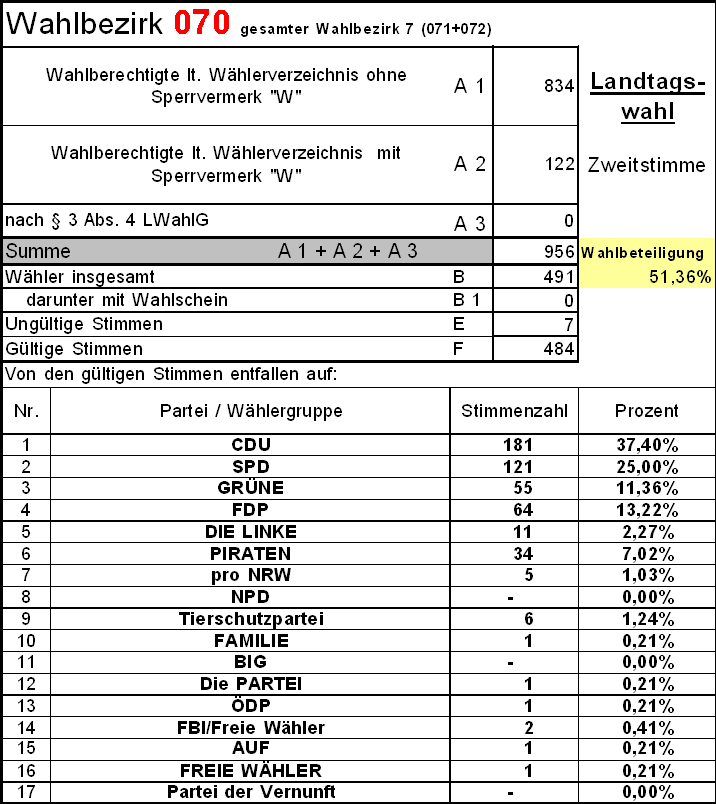 Wahlbezirk 070 gesamter Wahlbezirk 7 (071+072)
Wahlberechtigte lt. Wählerverzeichnis ohne
Sperrvermerk "W" A 1 834
Landtags-
wahl
Wahlberechtigte lt. Wählerverzeichnis mit
Sperrvermerk "W" A 2 122
Zweitstimme
nach § 3 Abs. 4 LWahlG A 3 0
Summe A 1 + A 2 + A 3 956 Wahlbeteiligung
Wähler insgesamt B 491 51,36%
darunter mit Wahlschein B 1 0
Ungültige Stimmen E 7
Gültige Stimmen F 484
Von den gültigen Stimmen entfallen auf:
Nr. Partei / Wählergruppe Stimmenzahl Prozent
1 CDU 181 37,40%
2 SPD 121 25,00%
3 GRÜNE 55 11,36%
4 FDP 64 13,22%
5 DIE LINKE 11 2,27%
6 PIRATEN 34 7,02%
7 pro NRW 5 1,03%
8 NPD - 0,00%
9 Tierschutzpartei 6 1,24%
10 FAMILIE 1 0,21%
11 BIG - 0,00%
12 Die PARTEI 1 0,21%
13 ÖDP 1 0,21%
14 FBI/Freie Wähler 2 0,41%
15 AUF 1 0,21%
16 FREIE WÄHLER 1 0,21%
17 Partei der Vernunft - 0,00%